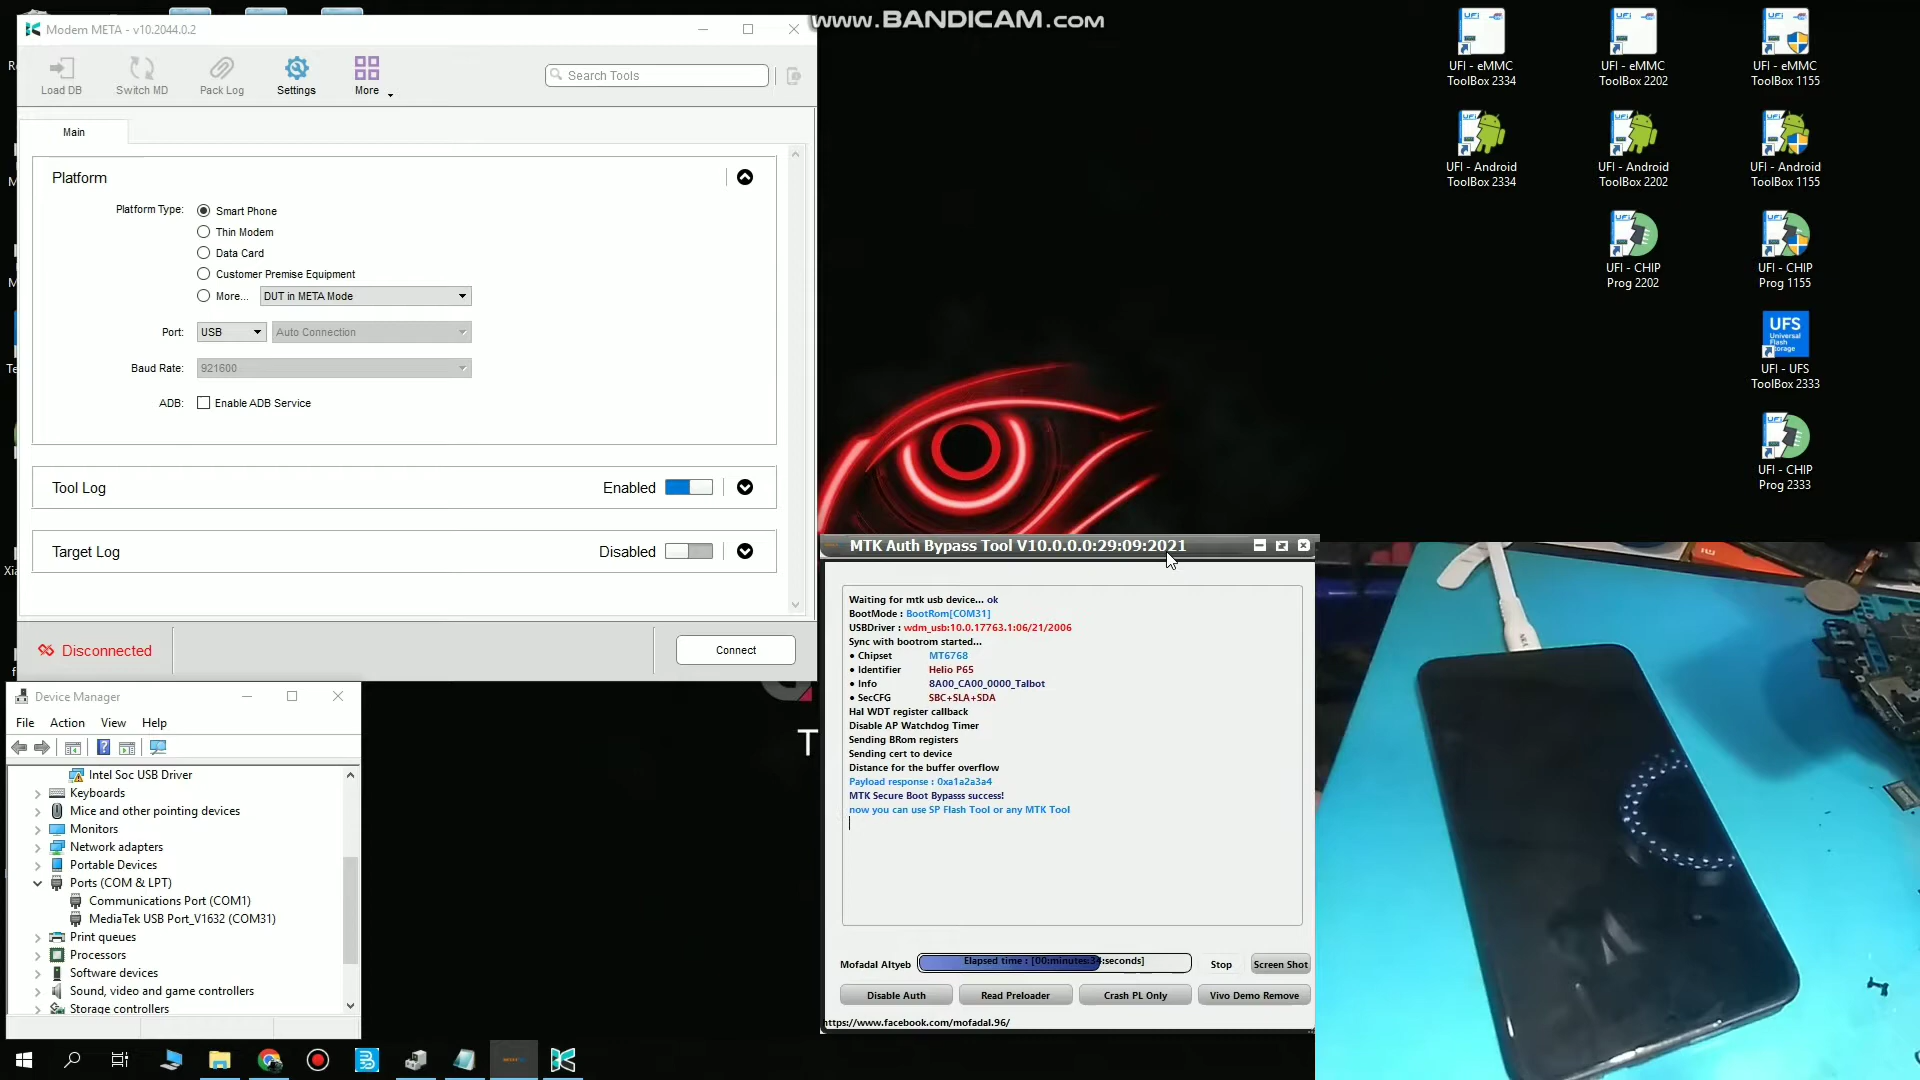 www.BANDICAM.com
Modem META - v10.2044.0.2
Load DB
Switch MD
Pack Log
Settings
More
Search Tools
Main
Platform
Platform Type:
Smart Phone
Thin Modem
Data Card
Customer Premise Equipment
More...
DUT in META Mode
Port:
USB
Auto Connection
Baud Rate:
921600
ADB:
Enable ADB Service
Tool Log
Enabled
Target Log
Disabled
Disconnected
Connect
Device Manager
File Action View Help
Intel Soc USB Driver
Keyboards
Mice and other pointing devices
Monitors
Network adapters
Portable Devices
Ports (COM & LPT)
Communications Port (COM1)
MediaTek USB Port_V1632 (COM31)
Print queues
Processors
Software devices
Sound, video and game controllers
Storage controllers
T
MTK Auth Bypass Tool V10.0.0.0:29:09:2021
Waiting for mtk usb device... ok
BootMode : BootRom[COM31]
USBDriver : wdm_usb:10.0.17763.1:06/21/2006
Sync with bootrom started...
• Chipset MT6768
• Identifier Helio P65
• Info 8A00_CA00_0000_Talbot
• SecCFG SBC+SLA+SDA
Hal WDT register callback
Disable AP Watchdog Timer
Sending BRom registers
Sending cert to device
Distance for the buffer overflow
Payload response : 0xa1a2a3a4
MTK Secure Boot Bypasss success!
now you can use SP Flash Tool or any MTK Tool
Mofadal Altyeb
Elapsed time : [00:minutes:34:seconds]
Stop
Screen Shot
Disable Auth
Read Preloader
Crash PL Only
Vivo Demo Remove
https://www.facebook.com/mofadal.96/
UFI - eMMC
ToolBox 2334
UFI - eMMC
ToolBox 2202
UFI - eMMC
ToolBox 1155
UFI - Android
ToolBox 2334
UFI - Android
ToolBox 2202
UFI - Android
ToolBox 1155
UFI - CHIP
Prog 2202
UFI - CHIP
Prog 1155
UFS
Universal
Flash
Storage
UFI - UFS
ToolBox 2333
UFI - CHIP
Prog 2333